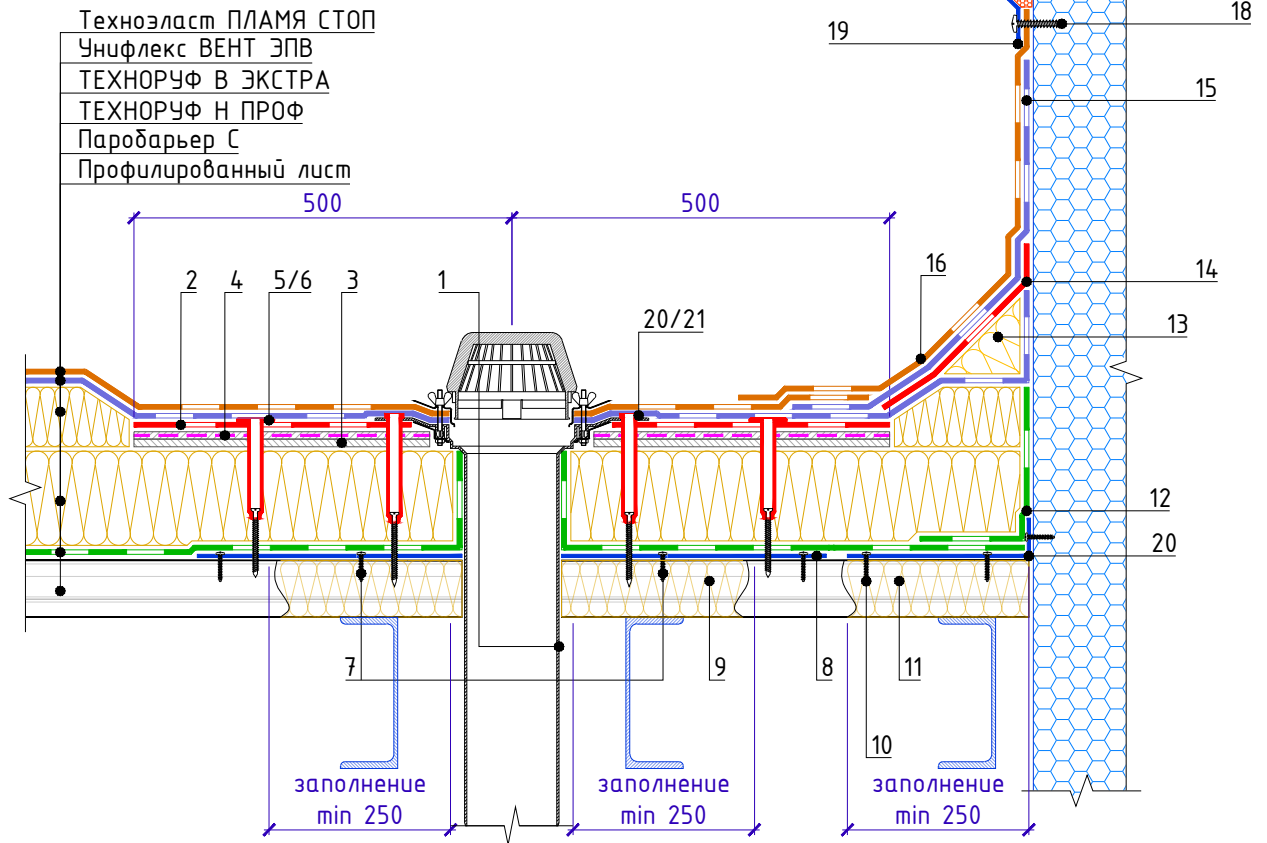 Техноэласт ПЛАМЯ СТОП
Унифлекс ВЕНТ ЭПВ
ТЕХНОРУФ В ЭКСТРА
ТЕХНОРУФ Н ПРОФ
Паробарьер С
Профилированный лист
18
19
15
500
500
2
4
5/6
3
1
16
14
20/21
13
12
20
7
9
8
11
10
заполнение
min 250
заполнение
min 250
заполнение
min 250